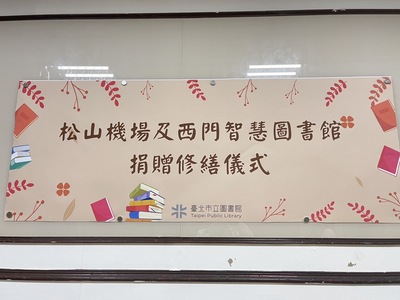 松山機場及西門智慧圖書館
捐贈修繕儀式
臺北市立圖書館
Taipei Public Library